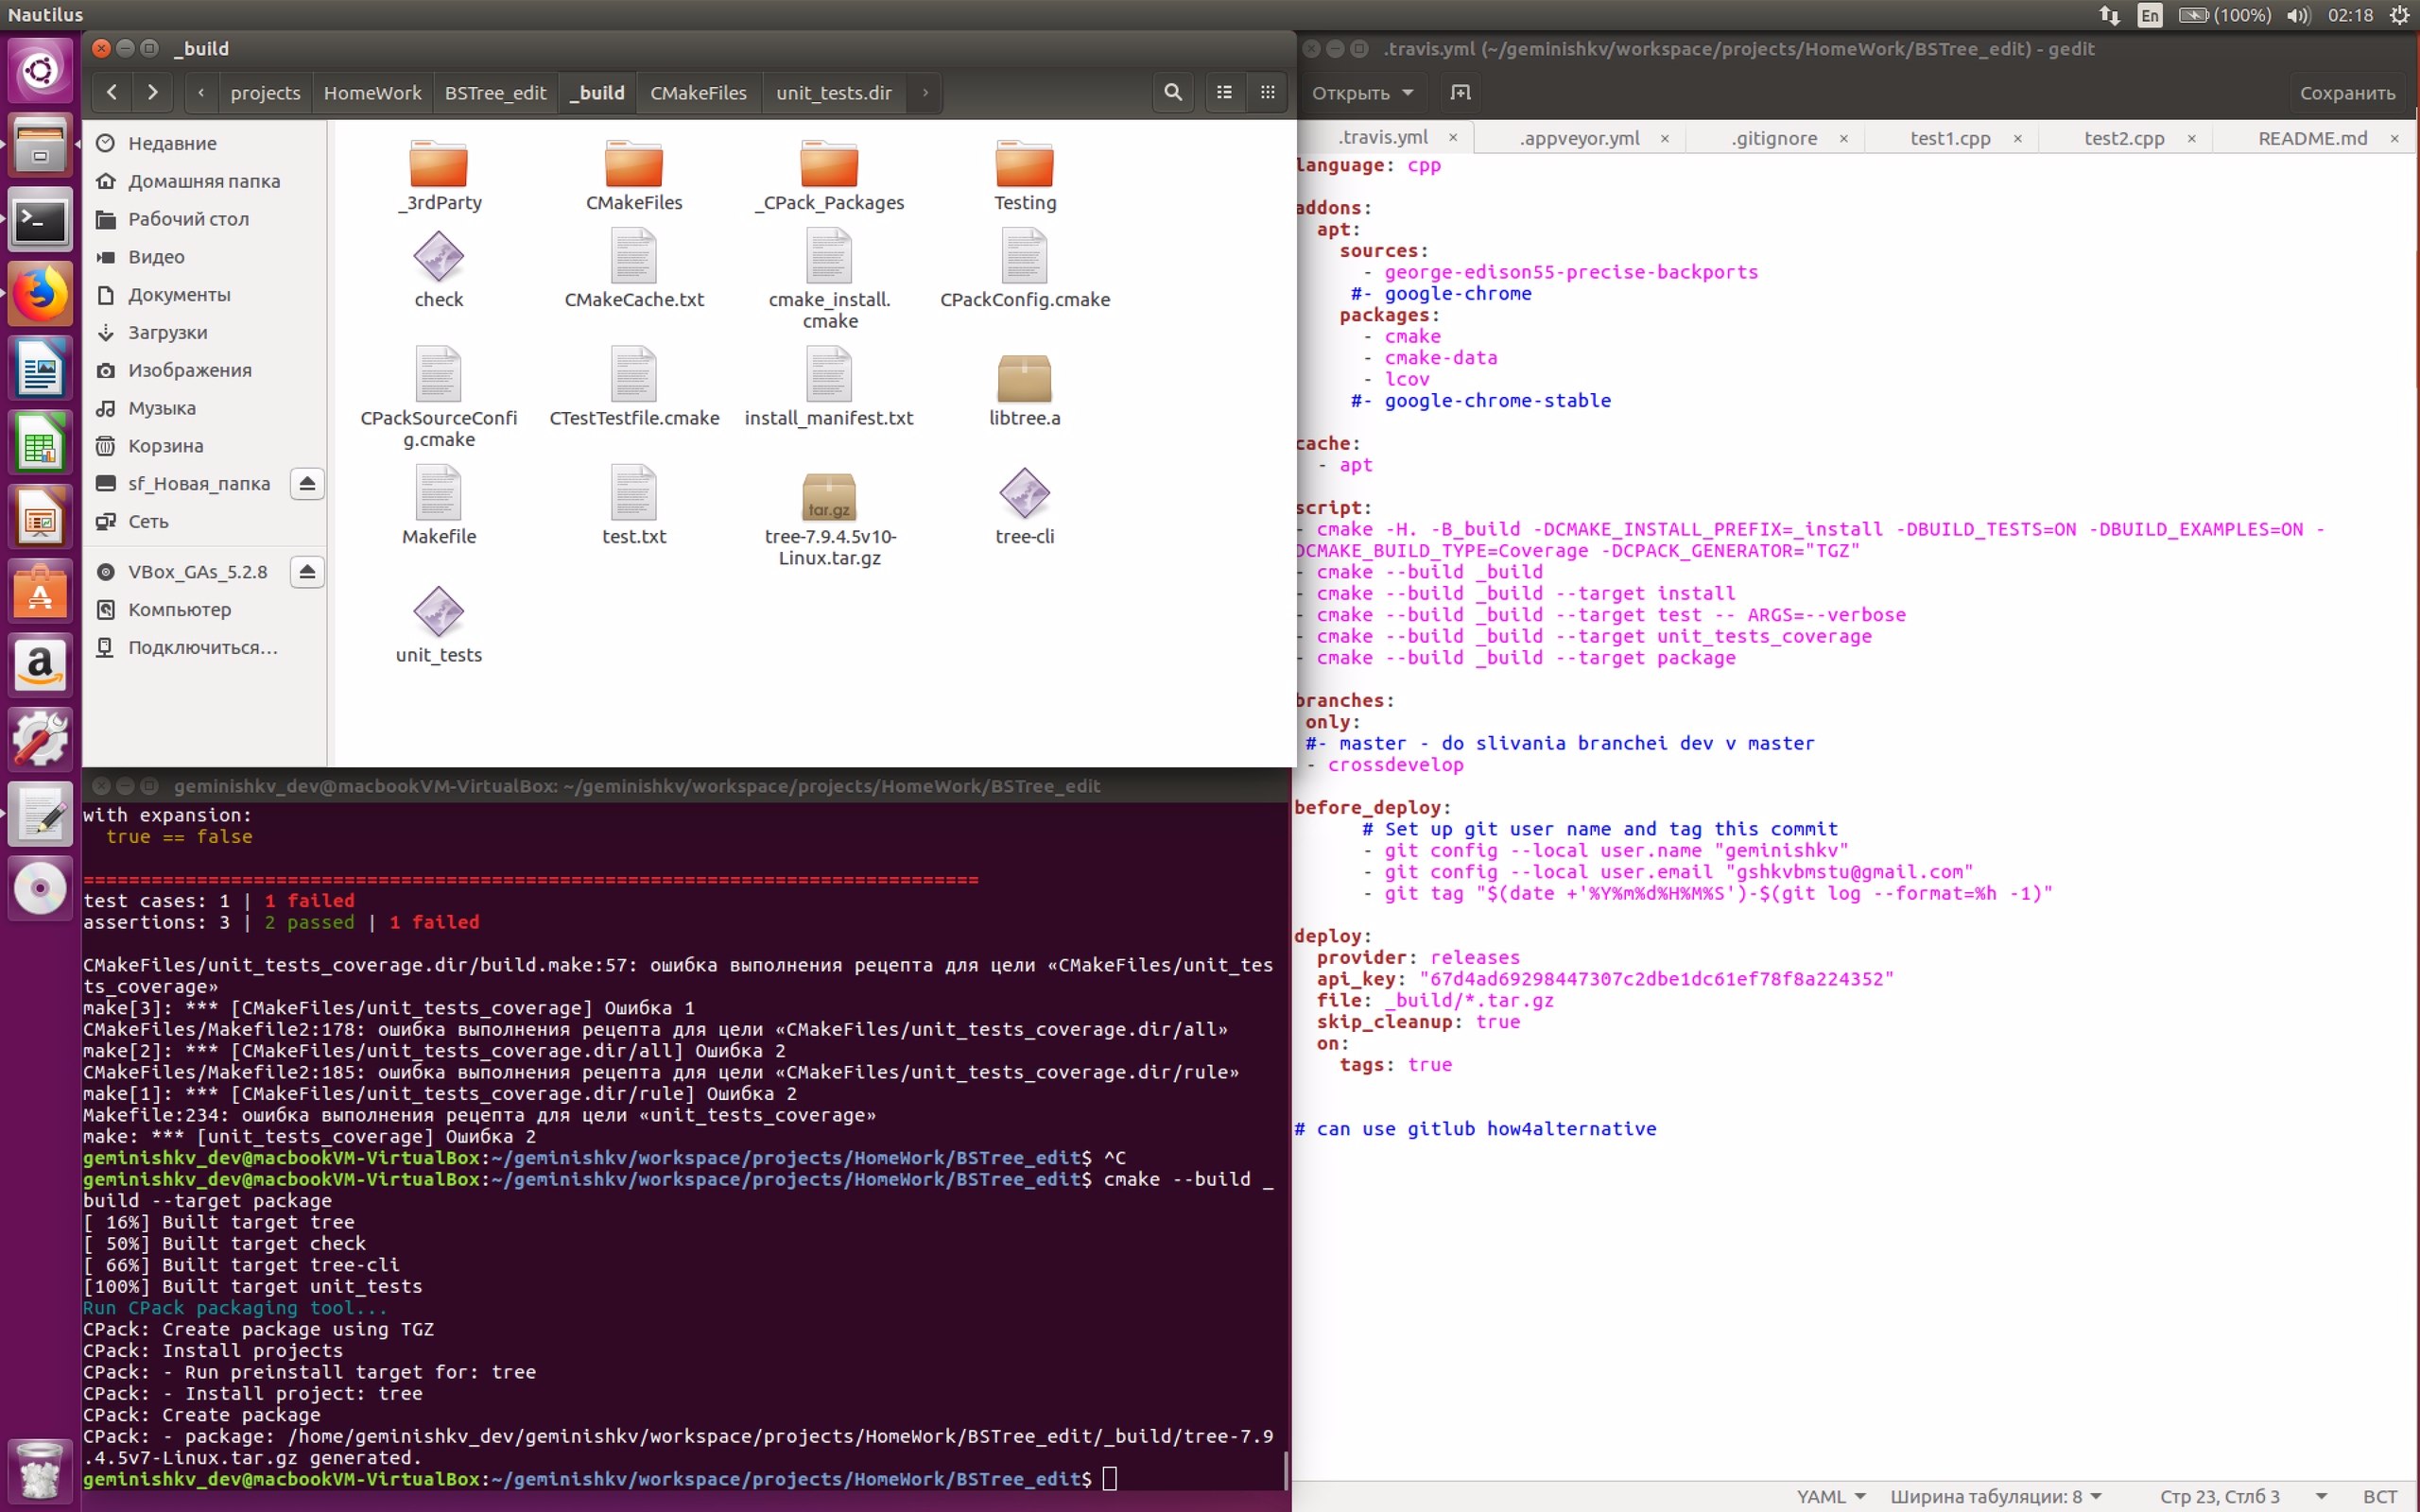 Nautilus
En
(100%)
02:18
_build
projects
HomeWork
BSTree_edit
_build
CMakeFiles
unit_tests.dir
Недавние
Домашняя папка
Рабочий стол
Видео
Документы
Загрузки
Изображения
Музыка
Корзина
sf_Новая_папка
Сеть
VBox_GAs_5.2.8
Компьютер
Подключиться…
_3rdParty
CMakeFiles
_CPack_Packages
Testing
check
CMakeCache.txt
cmake_install.
cmake
CPackConfig.cmake
CPackSourceConfi
g.cmake
CTestTestfile.cmake
install_manifest.txt
libtree.a
Makefile
test.txt
tar.gz
tree-7.9.4.5v10-
Linux.tar.gz
tree-cli
unit_tests
geminishkv_dev@macbookVM-VirtualBox: ~/geminishkv/workspace/projects/HomeWork/BSTree_edit
with expansion:
  true == false
===============================================================================
test cases: 1 | 1 failed
assertions: 3 | 2 passed | 1 failed
CMakeFiles/unit_tests_coverage.dir/build.make:57: ошибка выполнения рецепта для цели «CMakeFiles/unit_tes
ts_coverage»
make[3]: *** [CMakeFiles/unit_tests_coverage] Ошибка 1
CMakeFiles/Makefile2:178: ошибка выполнения рецепта для цели «CMakeFiles/unit_tests_coverage.dir/all»
make[2]: *** [CMakeFiles/unit_tests_coverage.dir/all] Ошибка 2
CMakeFiles/Makefile2:185: ошибка выполнения рецепта для цели «CMakeFiles/unit_tests_coverage.dir/rule»
make[1]: *** [CMakeFiles/unit_tests_coverage.dir/rule] Ошибка 2
Makefile:234: ошибка выполнения рецепта для цели «unit_tests_coverage»
make: *** [unit_tests_coverage] Ошибка 2
geminishkv_dev@macbookVM-VirtualBox:~/geminishkv/workspace/projects/HomeWork/BSTree_edit$ ^C
geminishkv_dev@macbookVM-VirtualBox:~/geminishkv/workspace/projects/HomeWork/BSTree_edit$ cmake --build _
build --target package
[ 16%] Built target tree
[ 50%] Built target check
[ 66%] Built target tree-cli
[100%] Built target unit_tests
Run CPack packaging tool...
CPack: Create package using TGZ
CPack: Install projects
CPack: - Run preinstall target for: tree
CPack: - Install project: tree
CPack: Create package
CPack: - package: /home/geminishkv_dev/geminishkv/workspace/projects/HomeWork/BSTree_edit/_build/tree-7.9
.4.5v7-Linux.tar.gz generated.
geminishkv_dev@macbookVM-VirtualBox:~/geminishkv/workspace/projects/HomeWork/BSTree_edit$
.travis.yml (~/geminishkv/workspace/projects/HomeWork/BSTree_edit) - gedit
Открыть
Сохранить
.travis.yml
.appveyor.yml
.gitignore
test1.cpp
test2.cpp
README.md
language: cpp
addons:
  apt:
    sources:
      - george-edison55-precise-backports
     #- google-chrome
    packages:
      - cmake
      - cmake-data
      - lcov
     #- google-chrome-stable
cache:
  - apt
script:
- cmake -H. -B_build -DCMAKE_INSTALL_PREFIX=_install -DBUILD_TESTS=ON -DBUILD_EXAMPLES=ON -
DCMAKE_BUILD_TYPE=Coverage -DCPACK_GENERATOR="TGZ"
- cmake --build _build
- cmake --build _build --target install
- cmake --build _build --target test -- ARGS=--verbose
- cmake --build _build --target unit_tests_coverage
- cmake --build _build --target package
branches:
 only:
 #- master - do slivania branchei dev v master
 - crossdevelop
before_deploy:
      # Set up git user name and tag this commit
      - git config --local user.name "geminishkv"
      - git config --local user.email "gshkvbmstu@gmail.com"
      - git tag "$(date +'%Y%m%d%H%M%S')-$(git log --format=%h -1)"
deploy:
  provider: releases
  api_key: "67d4ad69298447307c2dbe1dc61ef78f8a224352"
  file: _build/*.tar.gz
  skip_cleanup: true
  on:
    tags: true
# can use gitlub how4alternative
YAML
Ширина табуляции: 8
Стр 23, Стлб 3
ВСТ